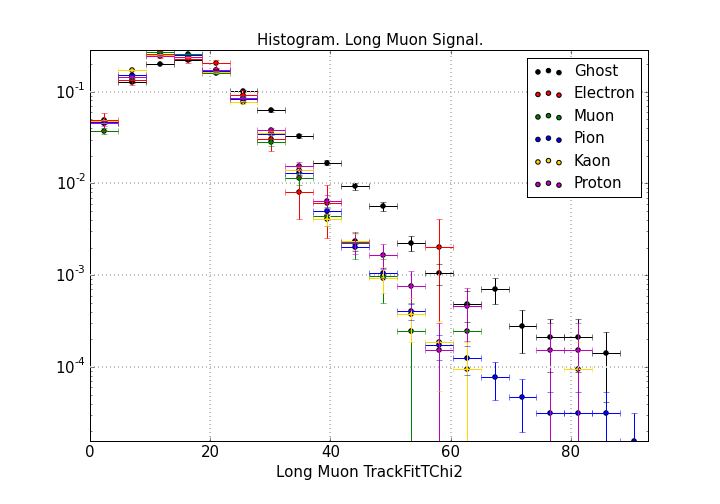 Histogram. Long Muon Signal.
Ghost
Electron
Muon
Pion
Kaon
Proton
10^-1
10^-2
10^-3
10^-4
0 20 40 60 80
Long Muon TrackFitTChi2